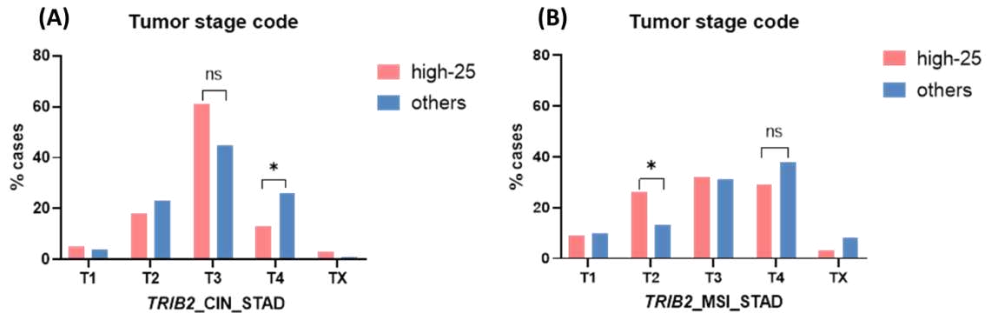 (A)
Tumor stage code
80
60
40
20
0
% cases
ns
*
T1 T2 T3 T4 TX
TRIB2_CIN_STAD
high-25
others
(B)
Tumor stage code
80
60
40
20
0
% cases
*
ns
T1 T2 T3 T4 TX
TRIB2_MSI_STAD
high-25
others